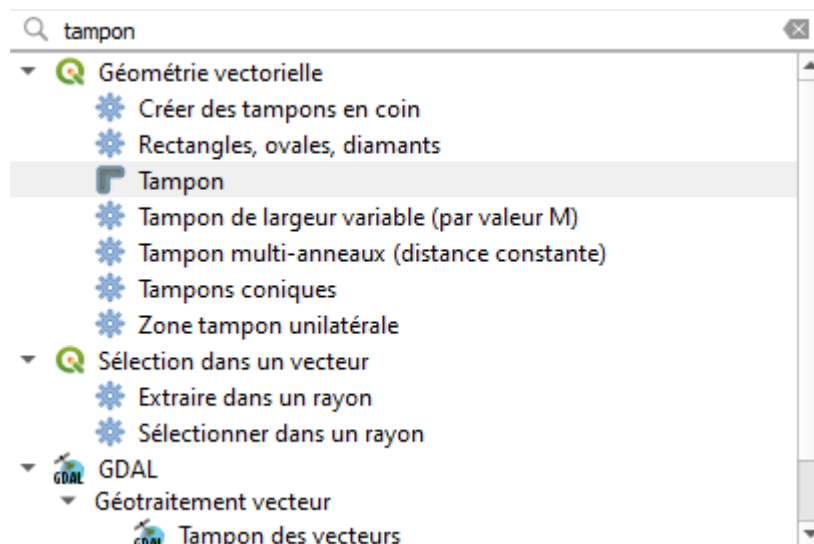 tampon
Géométrie vectorielle
Créer des tampons en coin
Rectangles, ovales, diamants
Tampon
Tampon de largeur variable (par valeur M)
Tampon multi-anneaux (distance constante)
Tampons coniques
Zone tampon unilatérale
Sélection dans un vecteur
Extraire dans un rayon
Sélectionner dans un rayon
GDAL GDAL
Géotraitement vecteur
GDAL Tampon des vecteurs